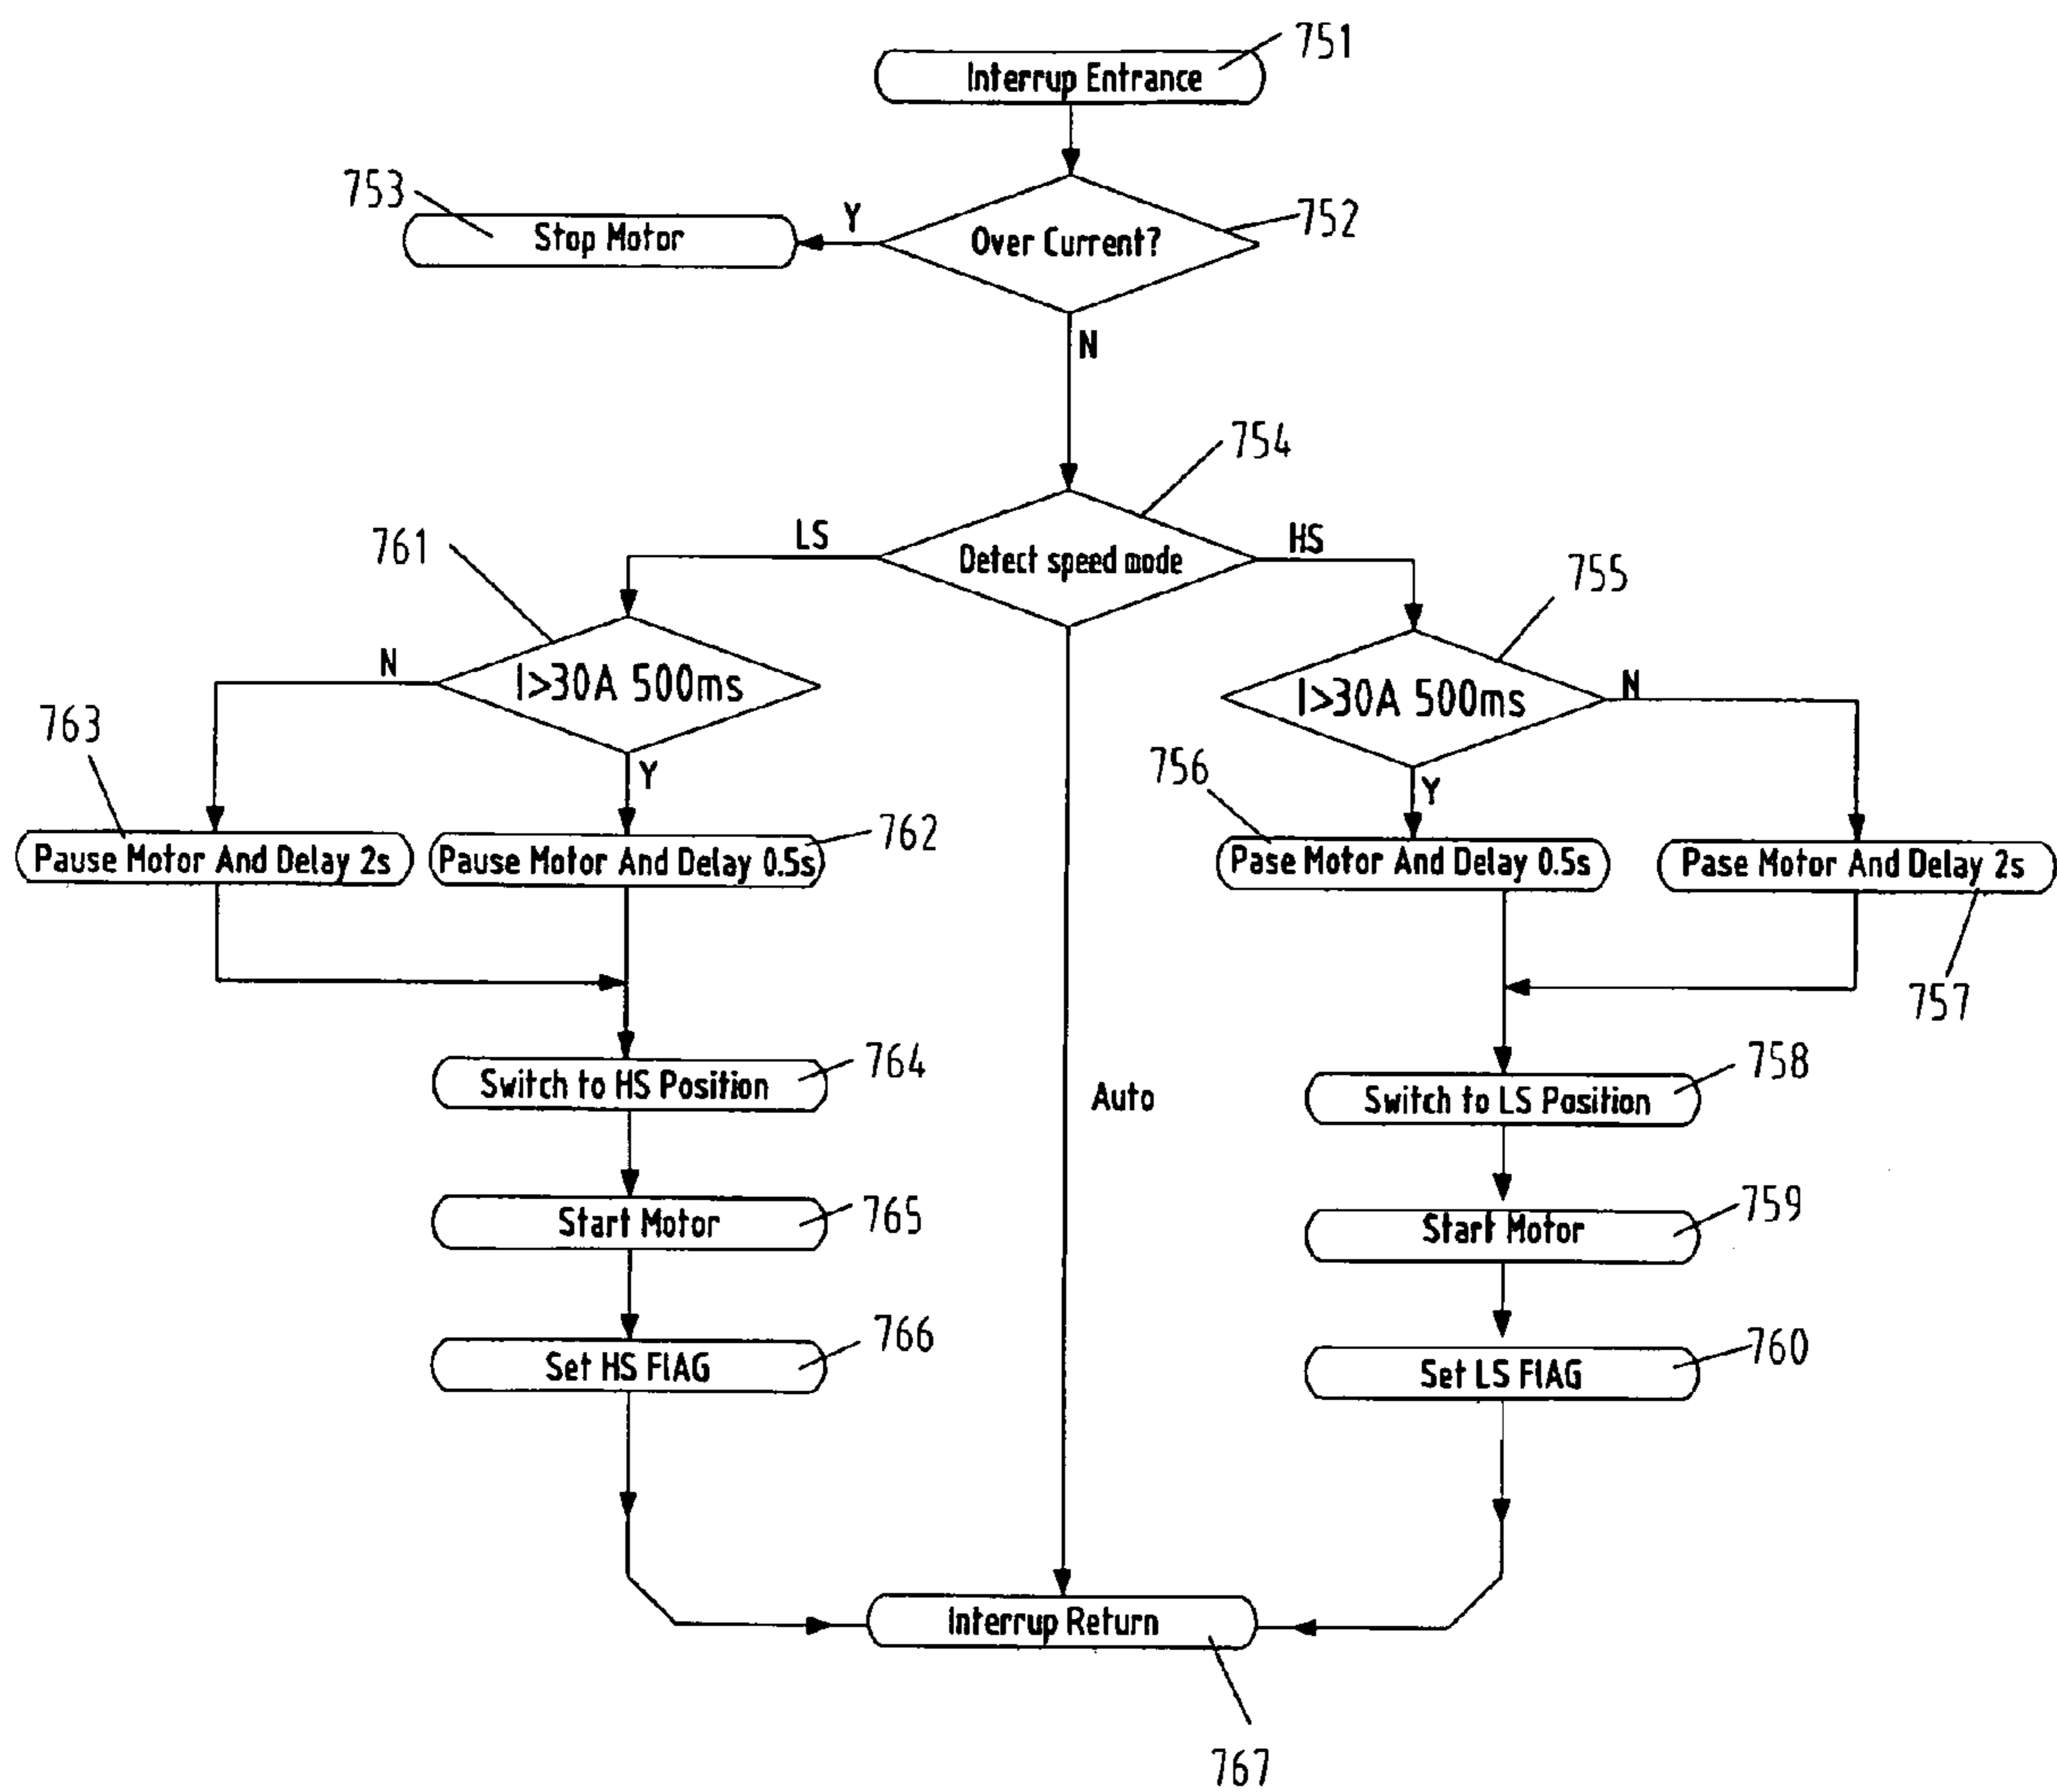 751
Interrup Entrance
753
Stop Motor
Y
Over Current?
752
N
754
761
LS
Detect speed mode
HS
755
N
I>30A 500ms
I>30A 500ms
N
763
Y
756
Y
Pause Motor And Delay 2s
Pause Motor And Delay 0.5s
762
Pase Motor And Delay 0.5s
Pase Motor And Delay 2s
757
Switch to HS Position
764
Auto
Switch to LS Position
758
Start Motor
765
Start Motor
759
Set HS FlAG
766
Set LS FlAG
760
Interrup Return
767